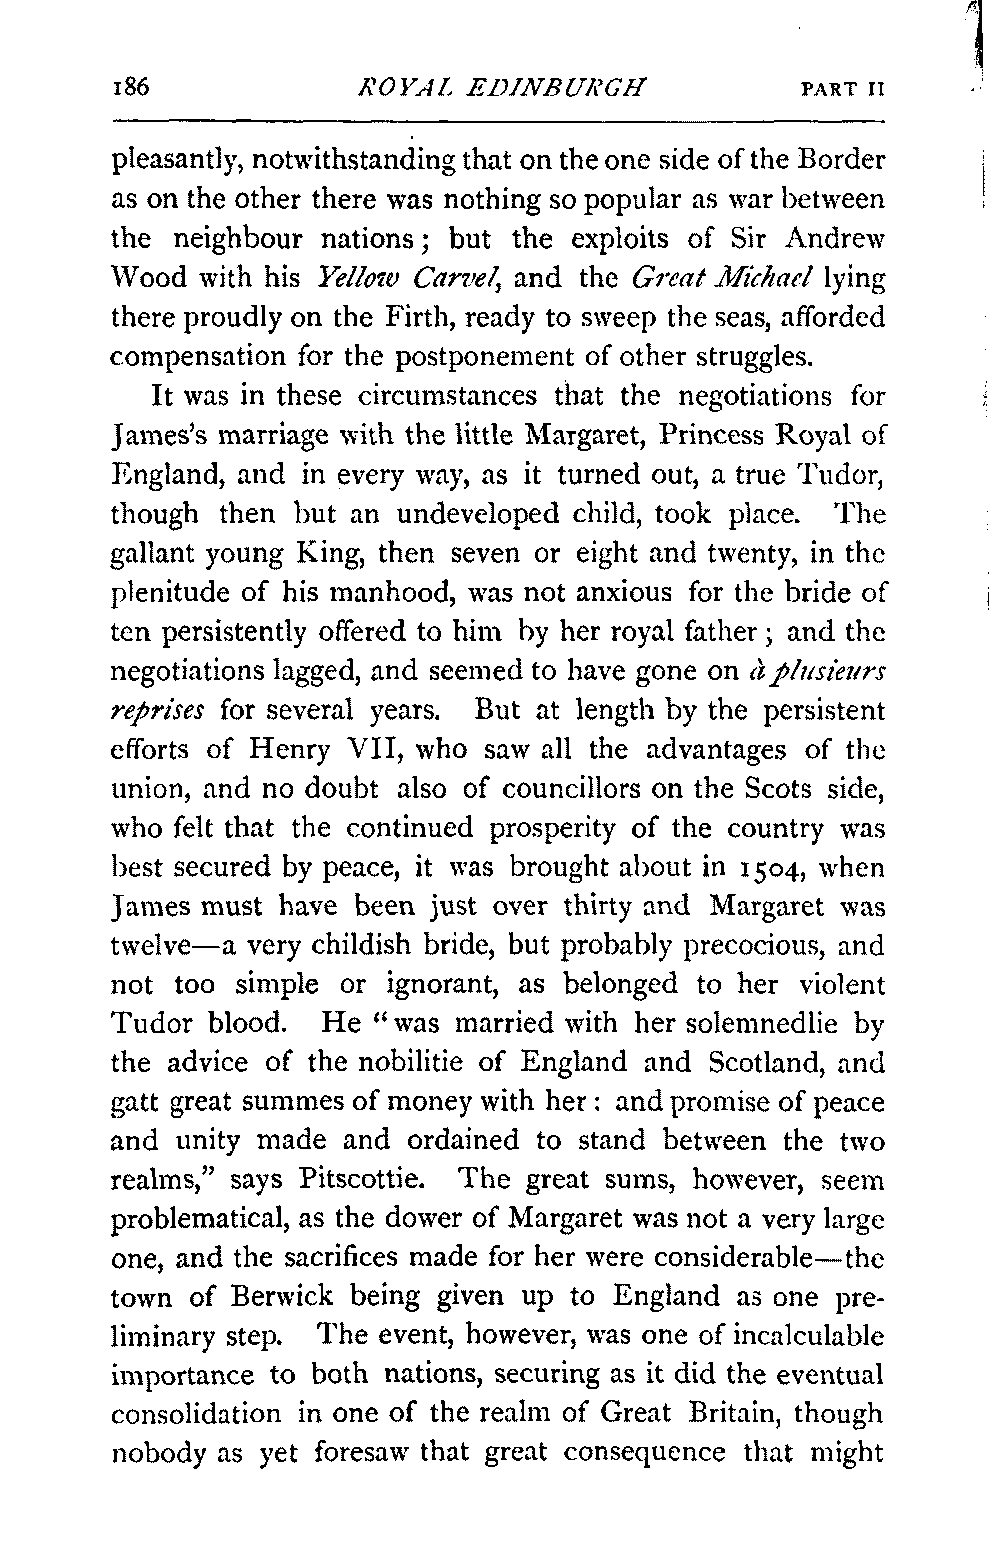 186 ROYAL EDINBURGH PART II
pleasantly, notwithstanding that on the one side of the Border
as on the other there was nothing so popular as war between
the neighbour nations; but the exploits of Sir Andrew
Wood with his Yellow Carvel, and the Great Michael lying
there proudly on the Firth, ready to sweep the seas, afforded
compensation for the postponement of other struggles.
It was in these circumstances that the negotiations for
James's marriage with the little Margaret, Princess Royal of
England, and in every way, as it turned out, a true Tudor,
though then but an undeveloped child, took place. The
gallant young King, then seven or eight and twenty, in the
plenitude of his manhood, was not anxious for the bride of
ten persistently offered to him by her royal father; and the
negotiations lagged, and seemed to have gone on à plusieurs
reprises for several years. But at length by the persistent
efforts of Henry VII, who saw all the advantages of the
union, and no doubt also of councillors on the Scots side,
who felt that the continued prosperity of the country was
best secured by peace, it was brought about in 1504, when
James must have been just over thirty and Margaret was
twelve—a very childish bride, but probably precocious, and
not too simple or ignorant, as belonged to her violent
Tudor blood. He "was married with her solemnedlie by
the advice of the nobilitie of England and Scotland, and
gatt great summes of money with her: and promise of peace
and unity made and ordained to stand between the two
realms," says Pitscottie. The great sums, however, seem
problematical, as the dower of Margaret was not a very large
one, and the sacrifices made for her were considerable—the
town of Berwick being given up to England as one pre-
liminary step. The event, however, was one of incalculable
importance to both nations, securing as it did the eventual
consolidation in one of the realm of Great Britain, though
nobody as yet foresaw that great consequence that might